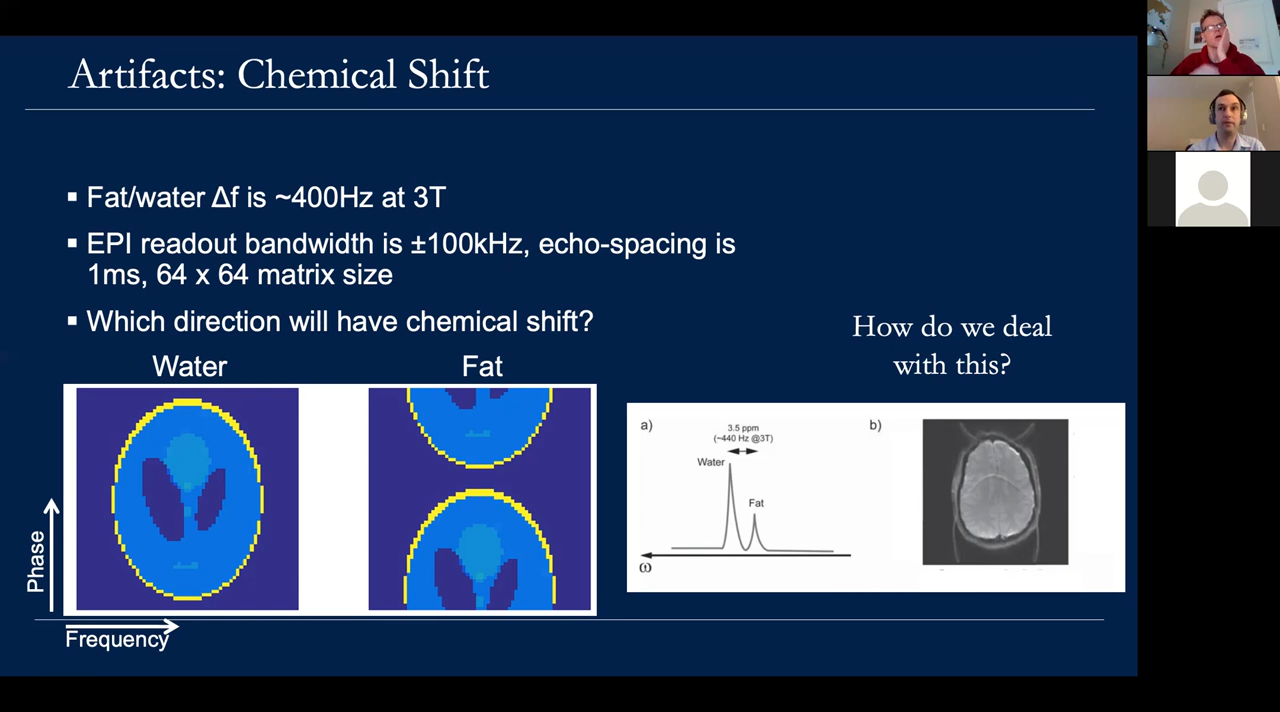 Artifacts: Chemical Shift
▪ Fat/water Δf is ~400Hz at 3T
▪ EPI readout bandwidth is ±100kHz, echo-spacing is
1ms, 64 x 64 matrix size
▪ Which direction will have chemical shift?
Water
Fat
Phase
Frequency
How do we deal
with this?
a)
3.5 ppm
(~440 Hz @3T)
Water
Fat
ω
b)